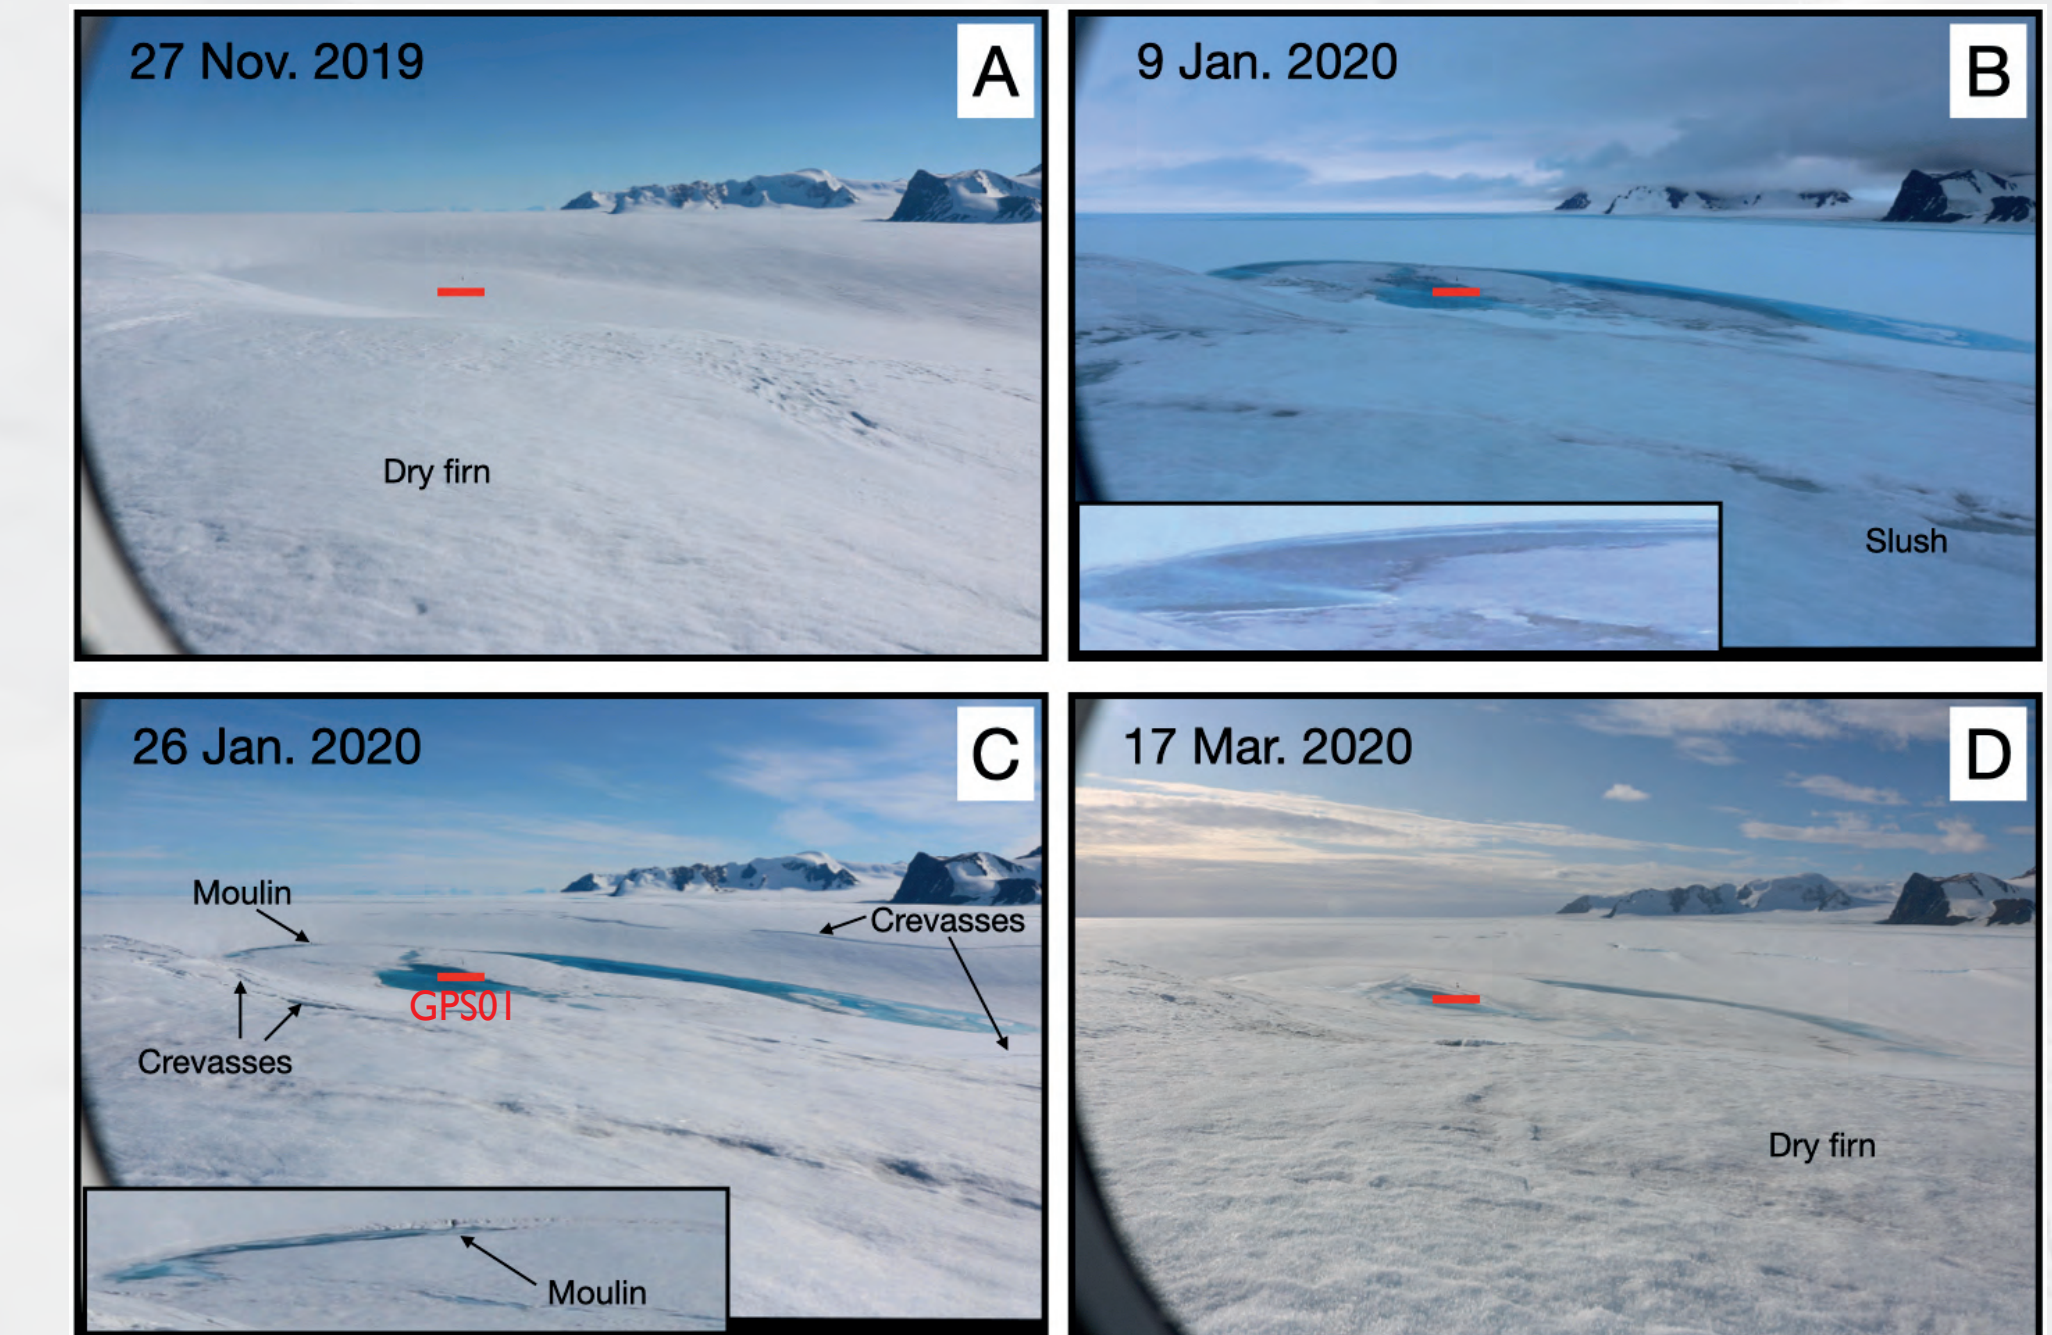 27 Nov. 2019
A
Dry firn
9 Jan. 2020
B
Slush
26 Jan. 2020
C
Moulin
Crevasses
GPS01
Crevasses
Moulin
17 Mar. 2020
D
Dry firn